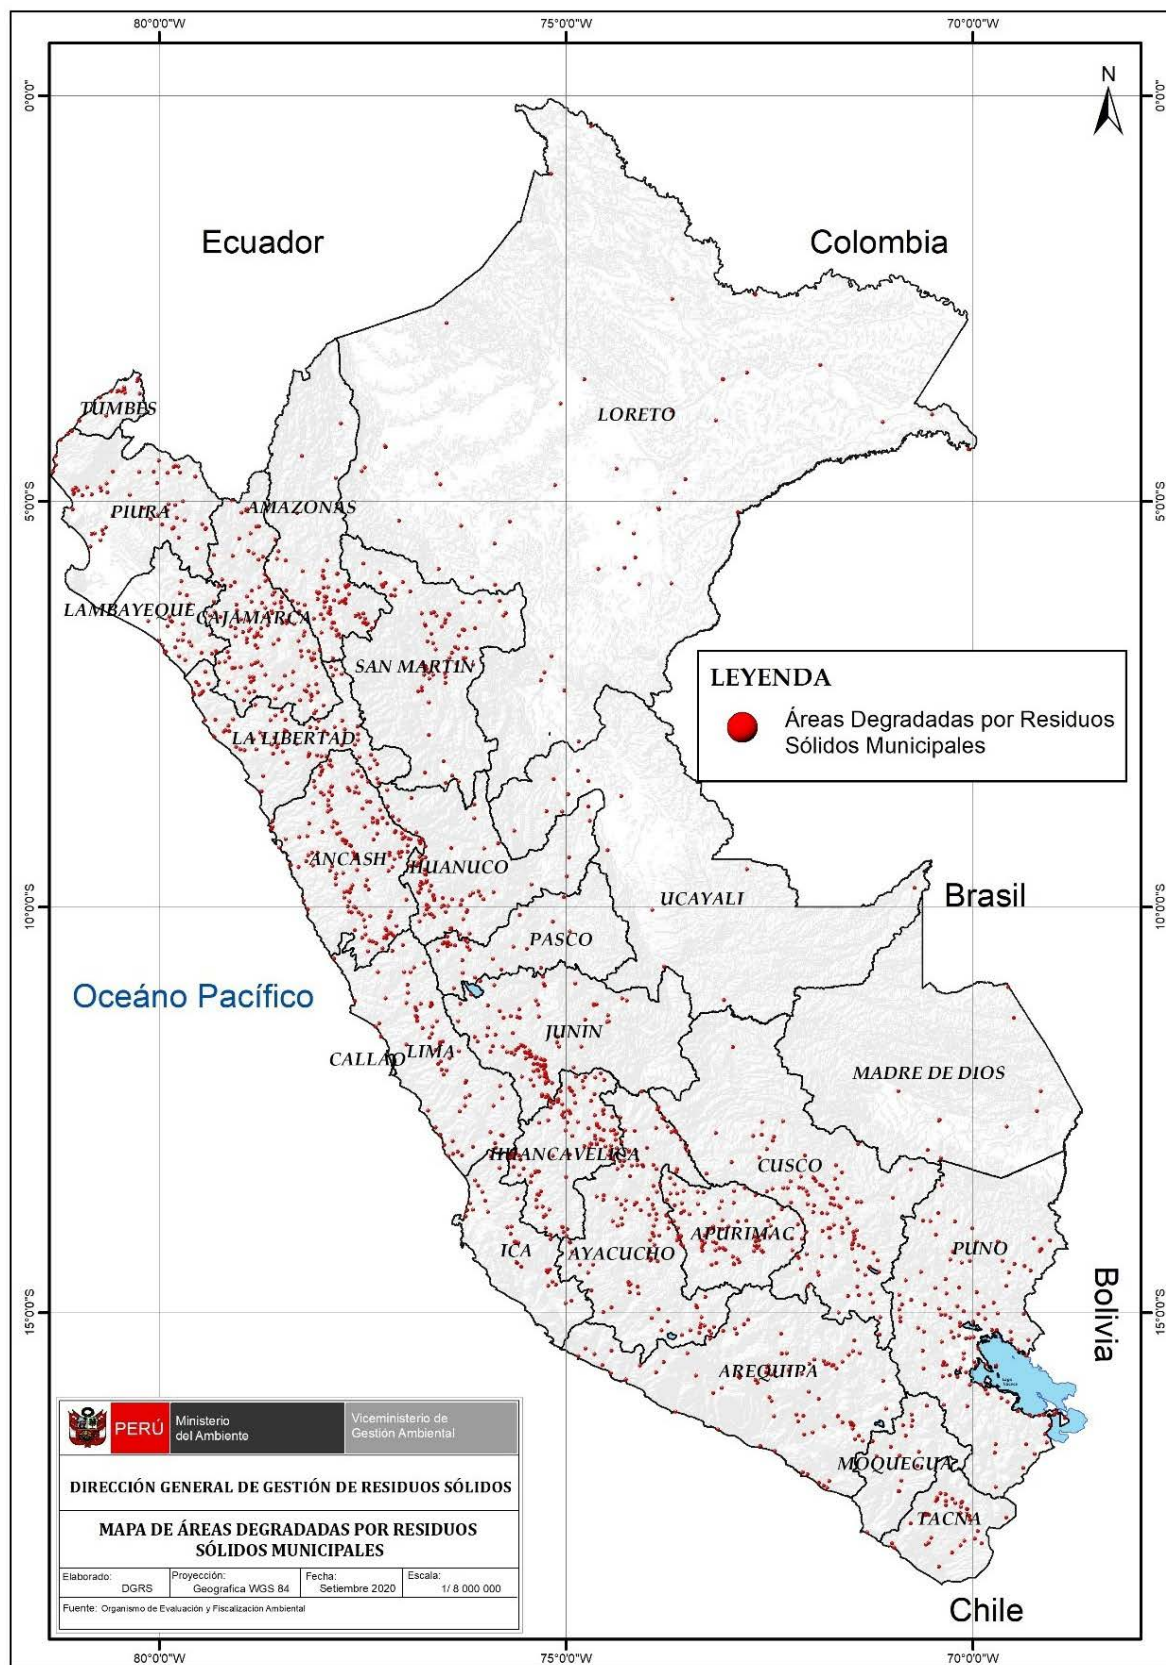 80°0'0"W
75°0'0"W
70°0'0"W
N
0°0'0"
0°0'0"
Ecuador
Colombia
TUMBES
LORETO
5°0'0"S
5°0'0"S
PIURA
AMAZONAS
LAMBAYEQUE
CAJAMARCA
SAN MARTIN
LEYENDA
Áreas Degradadas por Residuos
Sólidos Municipales
LA LIBERTAD
ANCASH
HUANUCO
UCAYALI
Brasil
10°0'0"S
10°0'0"S
PASCO
Oceáno Pacífico
JUNIN
CALLAO
LIMA
MADRE DE DIOS
HUANCAVELICA
CUSCO
ICA
AYACUCHO
APURIMAC
PUNO
Bolivia
15°0'0"S
15°0'0"S
AREQUIPA
MOQUEGUA
TACNA
Chile
PERÚ
Ministerio
del Ambiente
Viceministerio de
Gestión Ambiental
DIRECCIÓN GENERAL DE GESTIÓN DE RESIDUOS SÓLIDOS
MAPA DE ÁREAS DEGRADADAS POR RESIDUOS
SÓLIDOS MUNICIPALES
Elaborado: DGRS
Proyección: Geografica WGS 84
Fecha: Setiembre 2020
Escala: 1/ 8 000 000
Fuente: Organismo de Evaluación y Fiscalización Ambiental
80°0'0"W
75°0'0"W
70°0'0"W